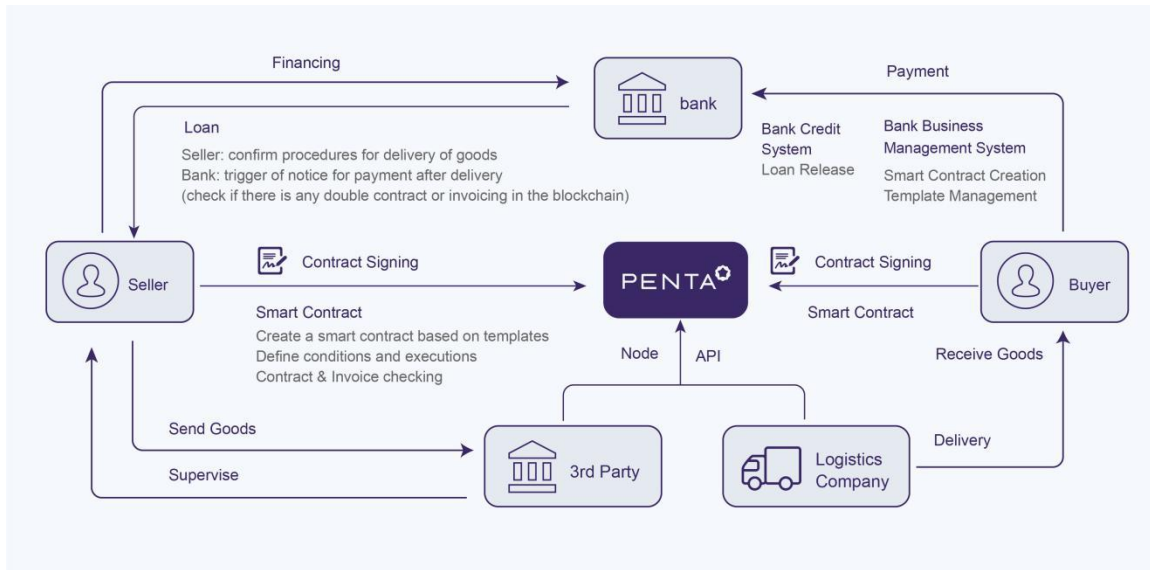 Financing
bank
Payment
Loan
Seller: confirm procedures for delivery of goods
Bank: trigger of notice for payment after delivery
(check if there is any double contract or invoicing in the blockchain)
Bank Credit
System
Loan Release
Bank Business
Management System
Smart Contract Creation
Template Management
Seller
Contract Signing
PENTA
Contract Signing
Buyer
Smart Contract
Create a smart contract based on templates
Define conditions and executions
Contract & Invoice checking
Smart Contract
Node
API
Receive Goods
Send Goods
Supervise
3rd Party
Logistics
Company
Delivery